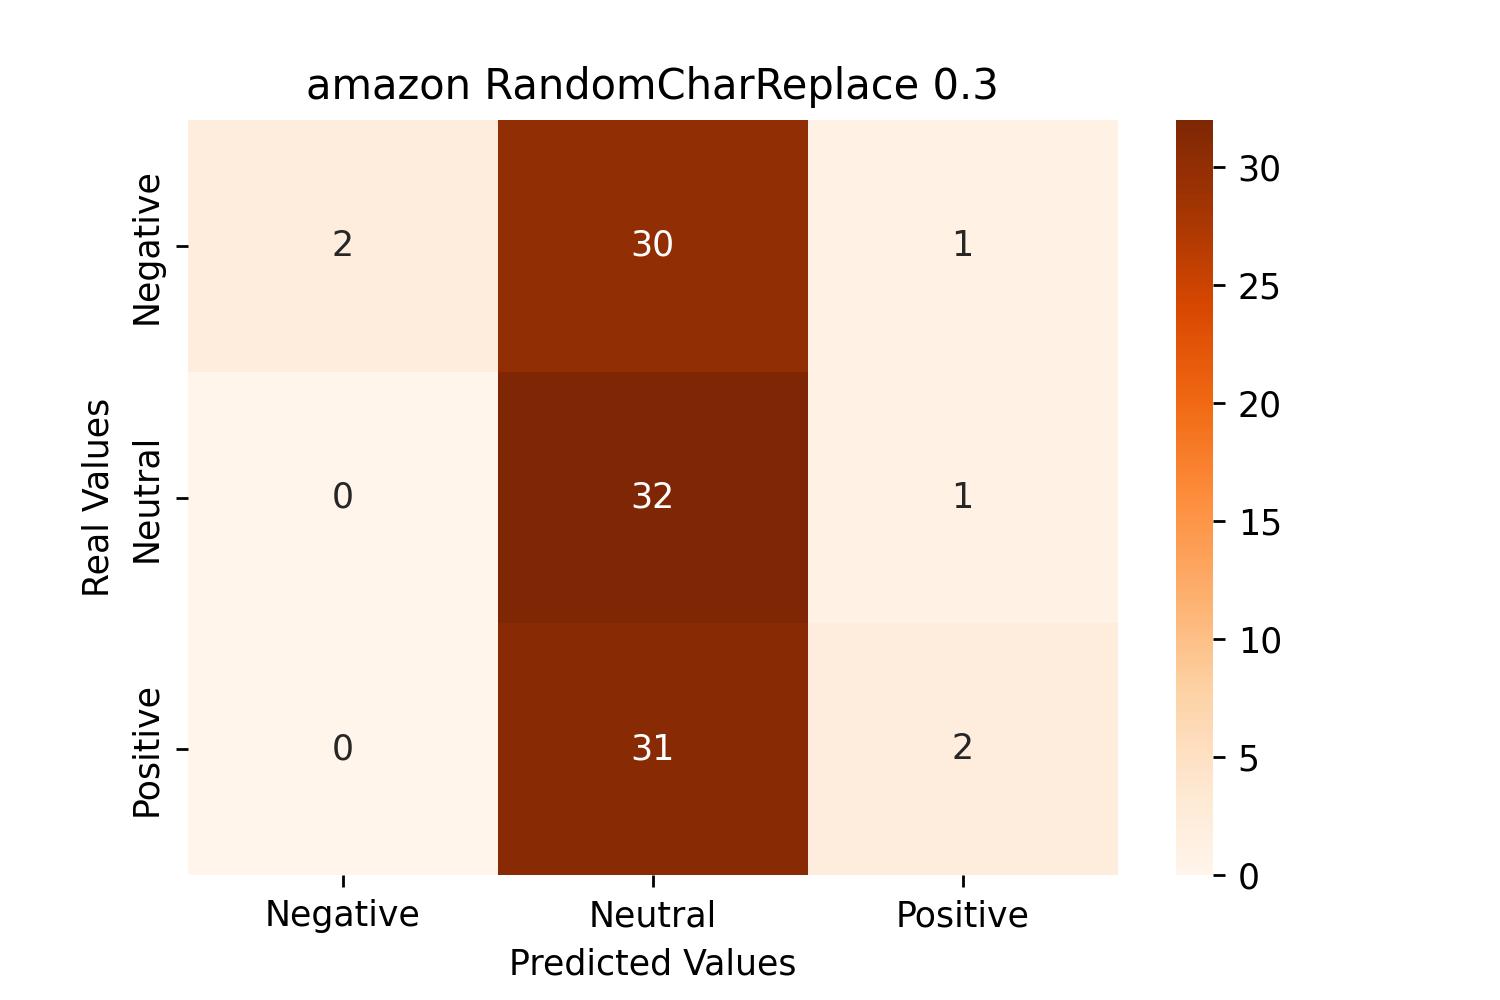 amazon RandomCharReplace 0.3
Real Values
Negative 2 30 1
Neutral 0 32 1
Positive 0 31 2
Negative Neutral Positive
Predicted Values
30
25
20
15
10
5
0